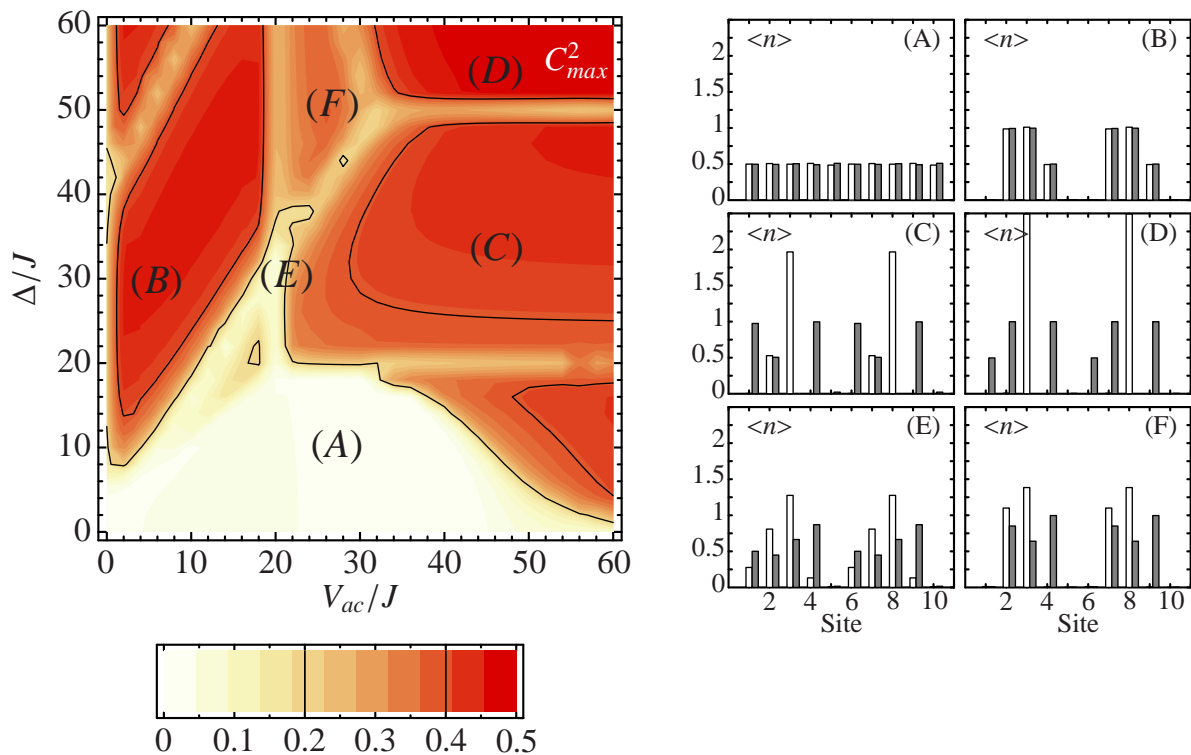 60
50
40
30
20
10
0
Δ/J
0 10 20 30 40 50 60
V_ac/J
C²_max
(A)
(B)
(C)
(D)
(E)
(F)
0 0.1 0.2 0.3 0.4 0.5
<n> (A)
<n> (B)
2
1.5
1
0.5
0
<n> (C)
<n> (D)
2
1.5
1
0.5
0
<n> (E)
<n> (F)
2
1.5
1
0.5
0
2 4 6 8 10
Site
2 4 6 8 10
Site